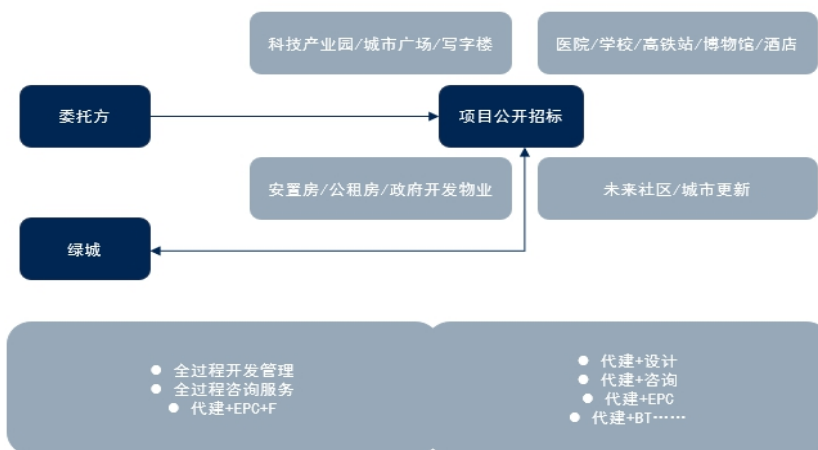 科技产业园/城市广场/写字楼
医院/学校/高铁站/博物馆/酒店
委托方
项目公开招标
安置房/公租房/政府开发物业
未来社区/城市更新
绿城
● 全过程开发管理
● 全过程咨询服务
● 代建+EPC+F
● 代建+设计
● 代建+咨询
● 代建+EPC
● 代建+BT……